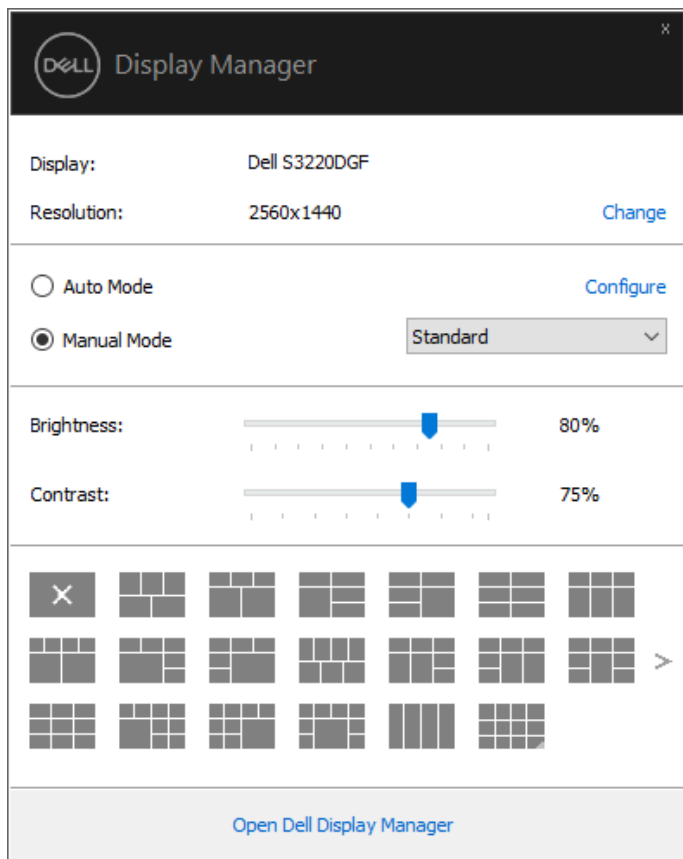 x
DELL Display Manager
Display: Dell S3220DGF
Resolution: 2560x1440 Change
Auto Mode Configure
Manual Mode Standard
Brightness: 80%
Contrast: 75%
Open Dell Display Manager